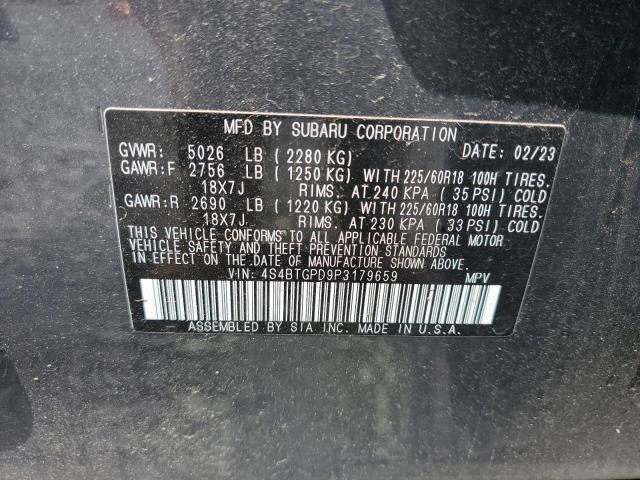 MFD BY SUBARU CORPORATION DATE: 02/23
GVWR: 5026 LB (2280 KG)
GAWR:F 2756 LB (1250 KG) WITH 225/60R18 100H TIRES.
18X7J RIMS. AT 240 KPA (35 PSI) COLD
GAWR:R 2690 LB (1220 KG) WITH 225/60R18 100H TIRES.
18X7J RIMS. AT 230 KPA (33 PSI) COLD
THIS VEHICLE CONFORMS TO ALL APPLICABLE FEDERAL MOTOR
VEHICLE SAFETY AND THEFT PREVENTION STANDARDS
IN EFFECT ON THE DATE OF MANUFACTURE SHOWN ABOVE.
VIN: 4S4BTGPD9P3179659 MPV
ASSEMBLED BY SIA INC. MADE IN U.S.A.